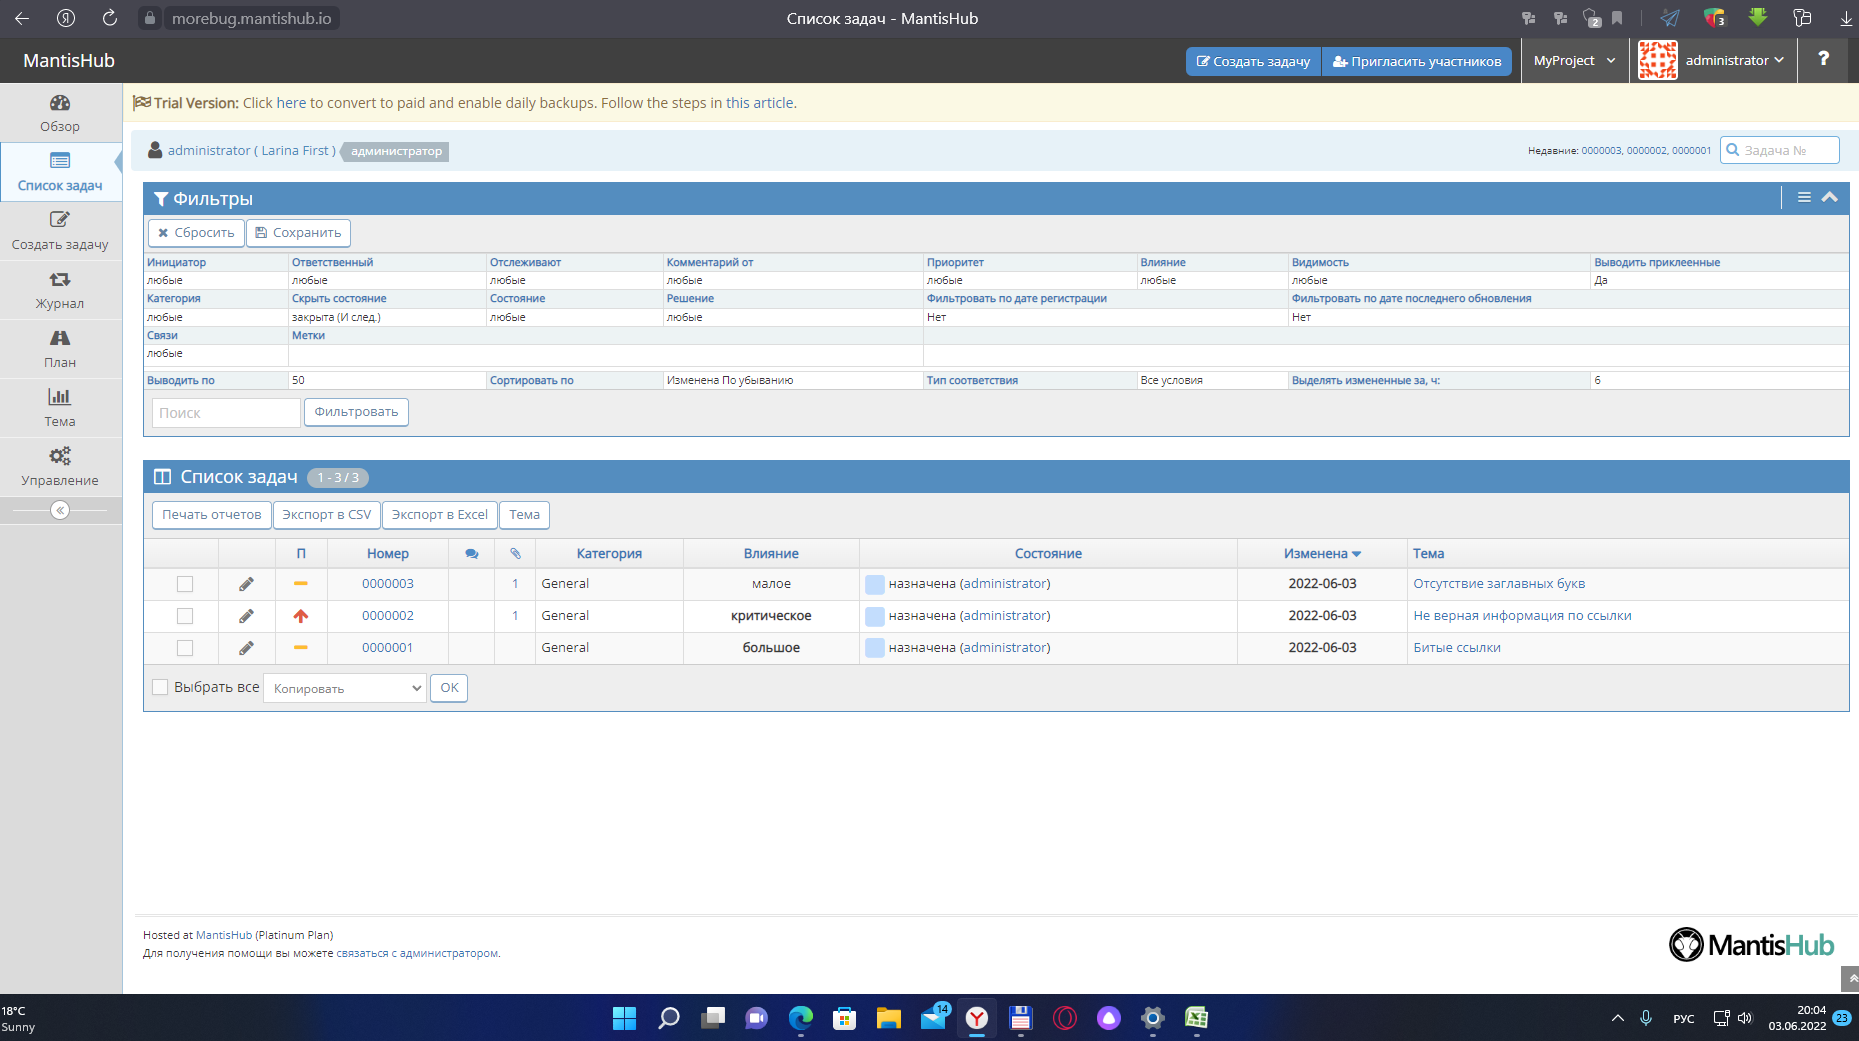 morebug.mantishub.io
Список задач - MantisHub
2
3
MantisHub
Создать задачу
Пригласить участников
MyProject
administrator
?
Обзор
Список задач
Создать задачу
Журнал
План
Тема
Управление
Trial Version: Click here to convert to paid and enable daily backups. Follow the steps in this article.
administrator ( Larina First ) администратор
Недавние: 0000003, 0000002, 0000001
Задача №
Фильтры
Сбросить Сохранить
Инициатор Ответственный Отслеживают Комментарий от Приоритет Влияние Видимость Выводить приклеенные
любые любые любые любые любые любые любые Да
Категория Скрыть состояние Состояние Решение Фильтровать по дате регистрации Фильтровать по дате последнего обновления
любые закрыта (И след.) любые любые Нет Нет
Связи Метки
любые
Выводить по 50 Сортировать по Изменена По убыванию Тип соответствия Все условия Выделять измененные за, ч: 6
Поиск Фильтровать
Список задач 1 - 3 / 3
Печать отчетов Экспорт в CSV Экспорт в Excel Тема
П Номер Категория Влияние Состояние Изменена Тема
0000003 1 General малое назначена (administrator) 2022-06-03 Отсутствие заглавных букв
0000002 1 General критическое назначена (administrator) 2022-06-03 Не верная информация по ссылки
0000001 General большое назначена (administrator) 2022-06-03 Битые ссылки
Выбрать все Копировать OK
Hosted at MantisHub (Platinum Plan)
Для получения помощи вы можете связаться с администратором.
MantisHub
18°C
Sunny
14
РУС
20:04
03.06.2022
23